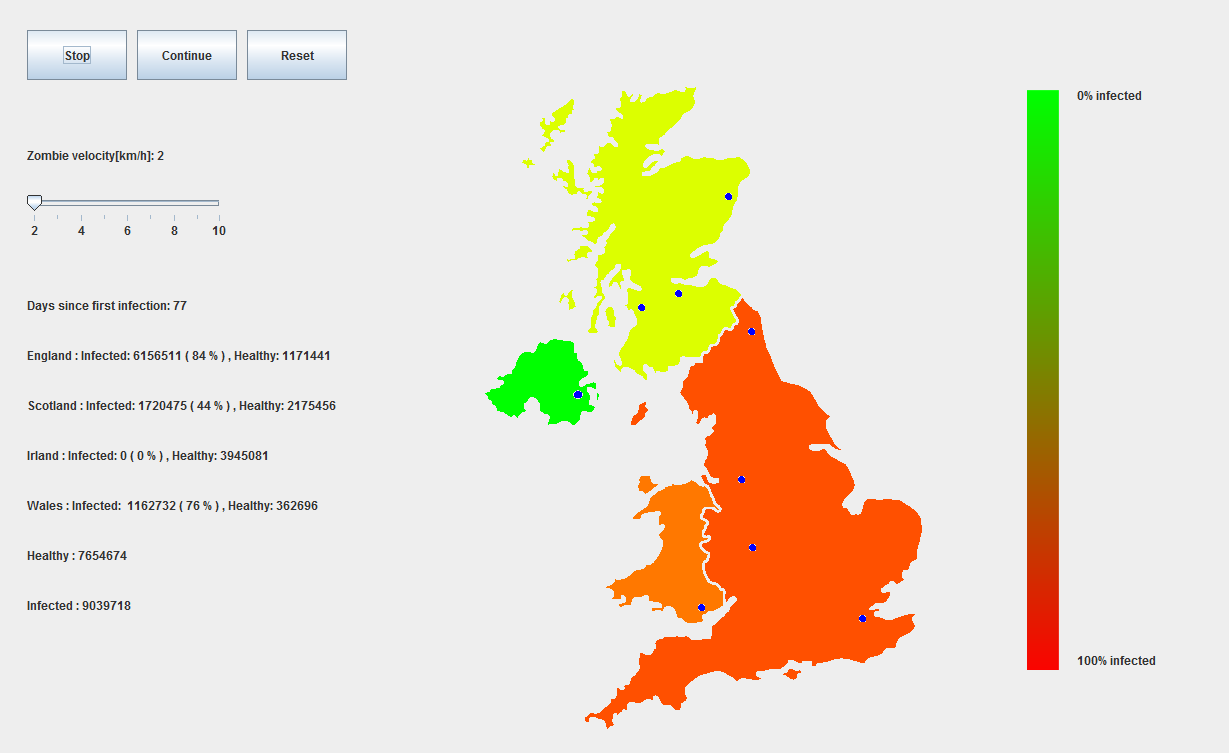 Stop Continue Reset
0% infected
Zombie velocity[km/h]: 2
2 4 6 8 10
Days since first infection: 77
England : Infected: 6156511 ( 84 % ) , Healthy: 1171441
Scotland : Infected: 1720475 ( 44 % ) , Healthy: 2175456
Irland : Infected: 0 ( 0 % ) , Healthy: 3945081
Wales : Infected:  1162732 ( 76 % ) , Healthy: 362696
Healthy : 7654674
Infected : 9039718
100% infected